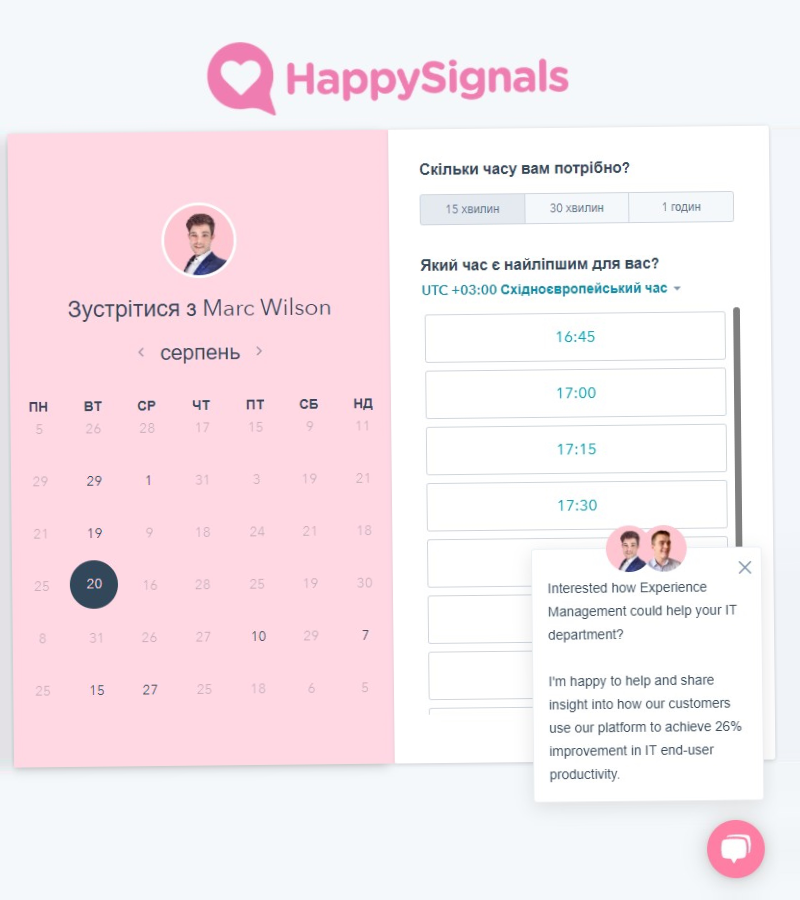 HappySignals
Зустрітися з Marc Wilson
серпень
ПН ВТ СР ЧТ ПТ СБ НД
5 26 28 17 15 9 11
29 29 1 31 3 19 21
21 19 9 18 24 21 18
25 20 16 28 25 19 30
8 31 26 27 10 29 7
25 15 27 25 18 6 5
Скільки часу вам потрібно?
15 хвилин 30 хвилин 1 годин
Який час є найліпшим для вас?
UTC +03:00 Східноєвропейський час
16:45
17:00
17:15
17:30
Interested how Experience
Management could help your IT
department?
I'm happy to help and share
insight into how our customers
use our platform to achieve 26%
improvement in IT end-user
productivity.